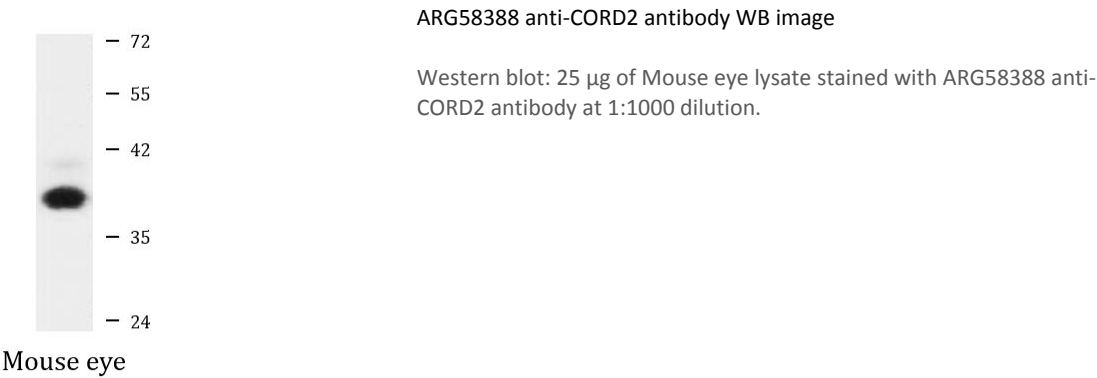 ARG58388 anti-CORD2 antibody WB image
Western blot: 25 µg of Mouse eye lysate stained with ARG58388 anti-
CORD2 antibody at 1:1000 dilution.
72
55
42
35
24
Mouse eye